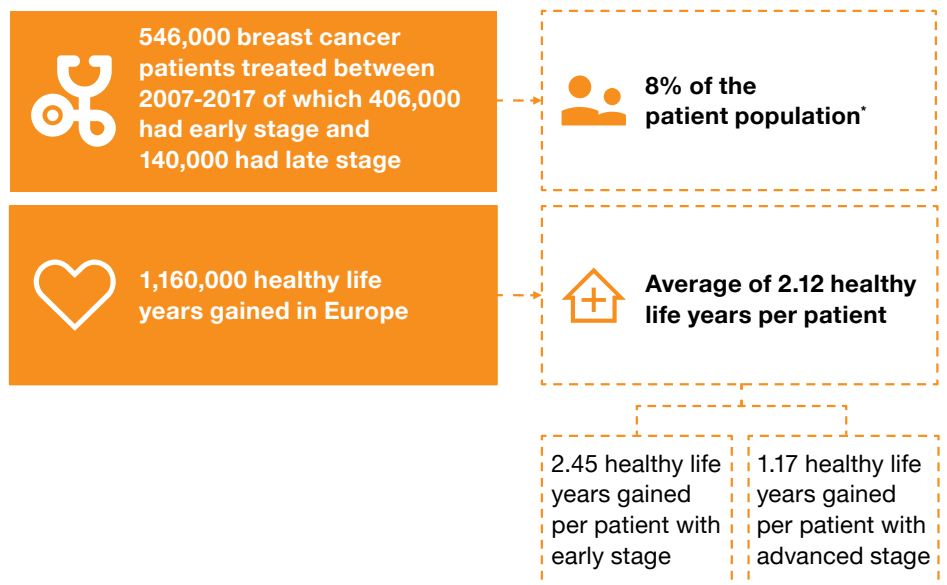 546,000 breast cancer
patients treated between
2007-2017 of which 406,000
had early stage and
140,000 had late stage
8% of the
patient population*
1,160,000 healthy life
years gained in Europe
Average of 2.12 healthy
life years per patient
2.45 healthy life
years gained
per patient with
early stage
1.17 healthy life
years gained
per patient with
advanced stage